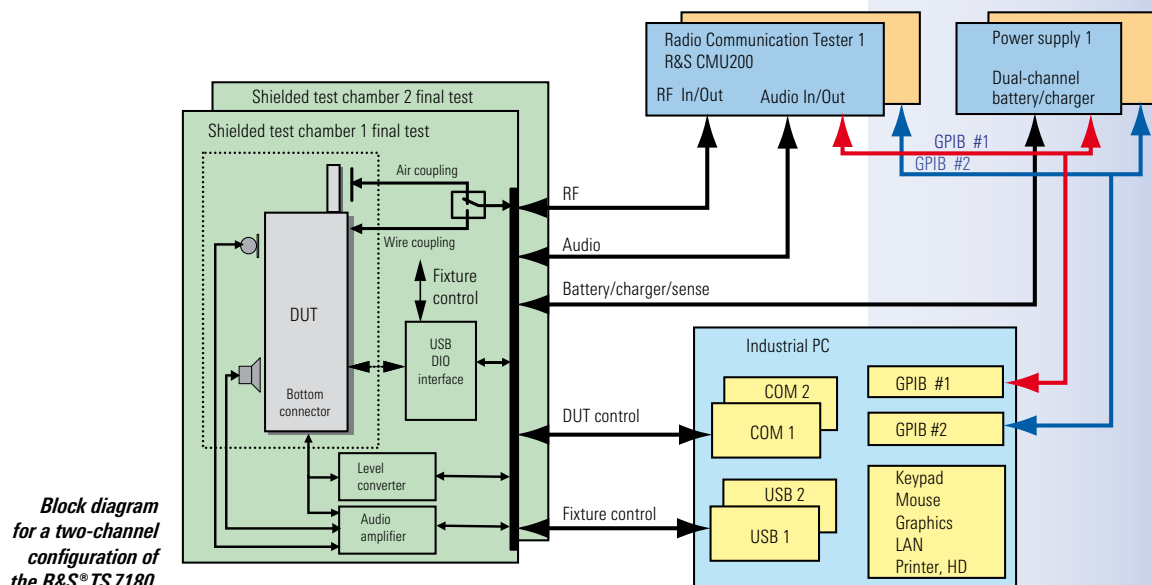 Radio Communication Tester 1
R&S CMU200
RF In/Out
Audio In/Out
Power supply 1
Dual-channel
battery/charger
GPIB #1
GPIB #2
Shielded test chamber 2 final test
Shielded test chamber 1 final test
Air coupling
Wire coupling
Fixture
control
DUT
Bottom
connector
USB
DIO
interface
Level
converter
Audio
amplifier
RF
Audio
Battery/charger/sense
DUT control
Fixture control
Industrial PC
COM 2
COM 1
USB 2
USB 1
GPIB #1
GPIB #2
Keypad
Mouse
Graphics
LAN
Printer, HD
Block diagram
for a two-channel
configuration of
the R&S® TS 7180.